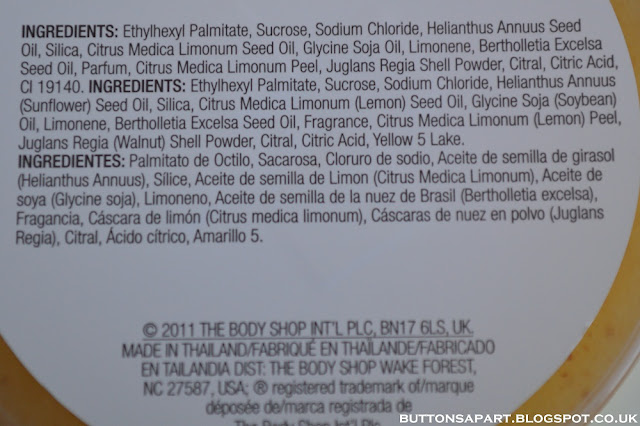 INGREDIENTS: Ethylhexyl Palmitate, Sucrose, Sodium Chloride, Helianthus Annuus Seed
Oil, Silica, Citrus Medica Limonum Seed Oil, Glycine Soja Oil, Limonene, Bertholletia Excelsa
Seed Oil, Parfum, Citrus Medica Limonum Peel, Juglans Regia Shell Powder, Citral, Citric Acid,
CI 19140. INGREDIENTS: Ethylhexyl Palmitate, Sucrose, Sodium Chloride, Helianthus Annuus
(Sunflower) Seed Oil, Silica, Citrus Medica Limonum (Lemon) Seed Oil, Glycine Soja (Soybean)
Oil, Limonene, Bertholletia Excelsa Seed Oil, Fragrance, Citrus Medica Limonum (Lemon) Peel,
Juglans Regia (Walnut) Shell Powder, Citral, Citric Acid, Yellow 5 Lake.
INGREDIENTES: Palmitato de Octilo, Sacarosa, Cloruro de sodio, Aceite de semilla de girasol
(Helianthus Annuus), Sílice, Aceite de semilla de Limon (Citrus Medica Limonum), Aceite de
soya (Glycine soja), Limoneno, Aceite de semilla de la nuez de Brasil (Bertholletia excelsa),
Fragancia, Cáscara de limón (Citrus medica limonum), Cáscaras de nuez en polvo (Juglans
Regia), Citral, Ácido cítrico, Amarillo 5.
© 2011 THE BODY SHOP INT'L PLC, BN17 6LS, UK.
MADE IN THAILAND/FABRIQUÉ EN THAÏLANDE/FABRICADO
EN TAILANDIA DIST: THE BODY SHOP WAKE FOREST,
NC 27587, USA; ® registered trademark of/marque
déposée de/marca registrada de
The Body Shop Int'l Plc
BUTTONSAPART.BLOGSPOT.CO.UK